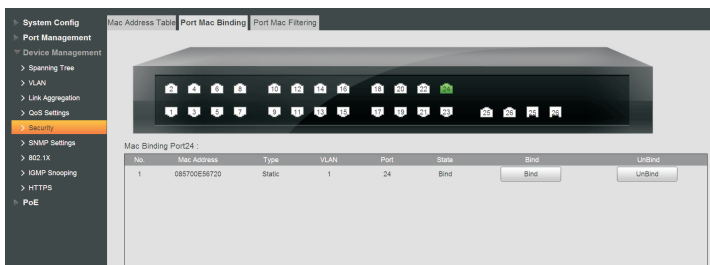 System Config
Port Management
Device Management
Spanning Tree
VLAN
Link Aggregation
QoS Settings
Security
SNMP Settings
802.1X
IGMP Snooping
HTTPS
PoE
Mac Address Table Port Mac Binding Port Mac Filtering
2 4 6 8 10 12 14 16 18 20 22 24
1 3 5 7 9 11 13 15 17 19 21 23 25 26 25 26
Mac Binding Port24 :
No. Mac Address Type VLAN Port State Bind UnBind
1 085700E56720 Static 1 24 Bind Bind UnBind